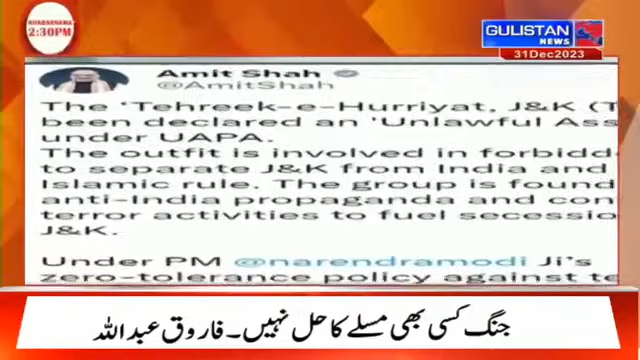 KHABARNAMA
2:30PM
GULISTAN
NEWS
31Dec2023
Amit Shah
@AmitShah
The 'Tehreek-e-Hurriyat, J&K (T
been declared an 'Unlawful Ass
under UAPA.
The outfit is involved in forbidd
to separate J&K from India and
Islamic rule. The group is found
anti-India propaganda and con
terror activities to fuel secessio
J&K.
Under PM @narendramodi Ji's
zero-tolerance policy against te
جنگ کسی بھی مسلے کا حل نہیں۔ فاروق عبداللہ